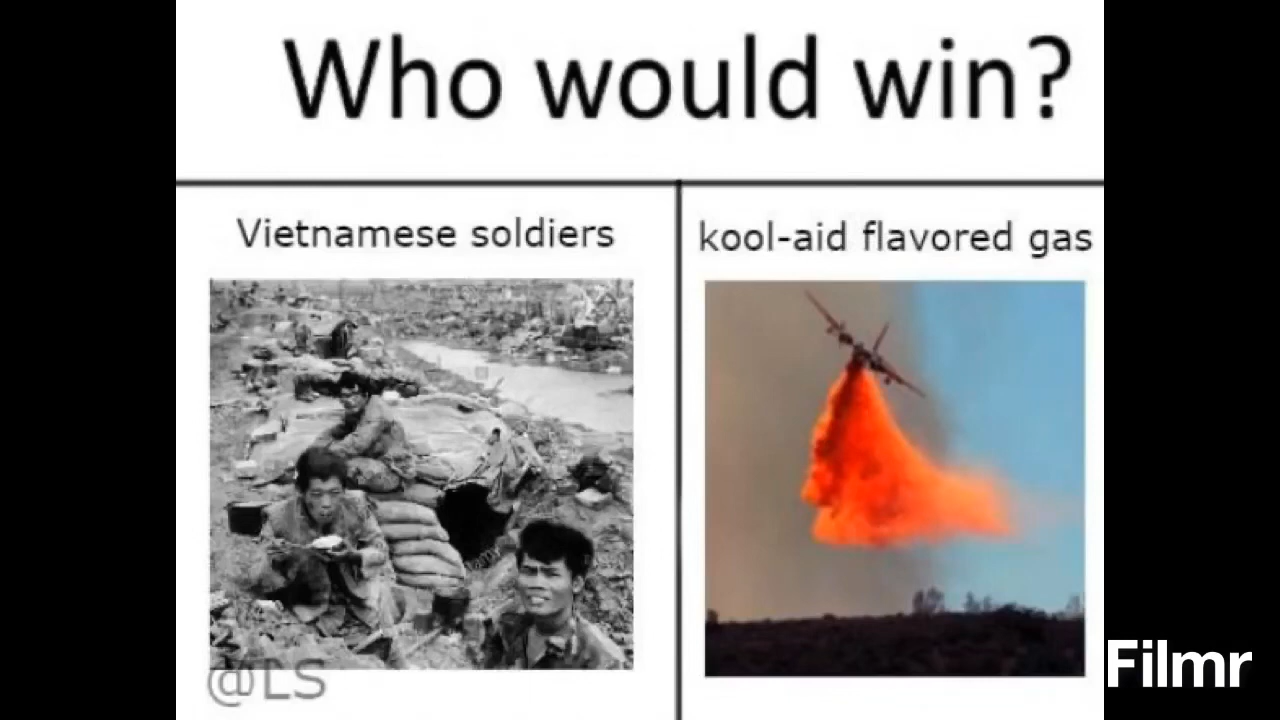 Who would win?
Vietnamese soldiers
kool-aid flavored gas
@LS
Filmr